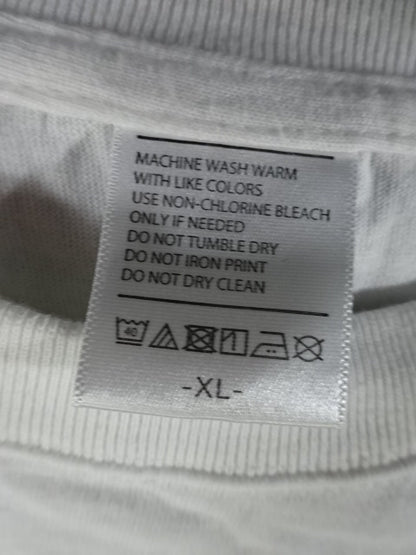 MACHINE WASH WARM
WITH LIKE COLORS
USE NON-CHLORINE BLEACH
ONLY IF NEEDED
DO NOT TUMBLE DRY
DO NOT IRON PRINT
DO NOT DRY CLEAN
40
-XL-